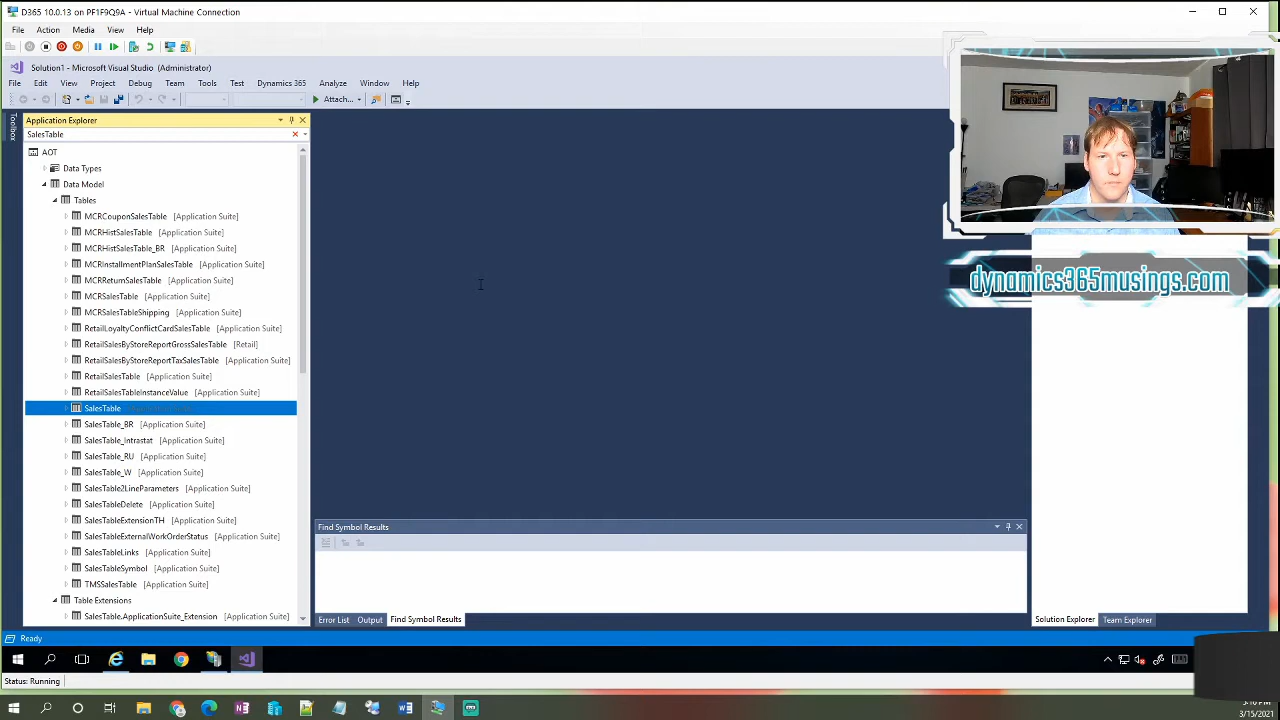 D365 10.0.13 on PF1F9Q9A - Virtual Machine Connection
File Action Media View Help
Solution1 - Microsoft Visual Studio (Administrator)
File Edit View Project Debug Team Tools Test Dynamics 365 Analyze Window Help
Attach...
Toolbox
Application Explorer
SalesTable
AOT
Data Types
Data Model
Tables
MCRCouponSalesTable [Application Suite]
MCRHistSalesTable [Application Suite]
MCRHistSalesTable_BR [Application Suite]
MCRInstallmentPlanSalesTable [Application Suite]
MCRReturnSalesTable [Application Suite]
MCRSalesTable [Application Suite]
MCRSalesTableShipping [Application Suite]
RetailLoyaltyConflictCardSalesTable [Application Suite]
RetailSalesByStoreReportGrossSalesTable [Retail]
RetailSalesByStoreReportTaxSalesTable [Application Suite]
RetailSalesTable [Application Suite]
RetailSalesTableInstanceValue [Application Suite]
SalesTable
SalesTable_BR [Application Suite]
SalesTable_Intrastat [Application Suite]
SalesTable_RU [Application Suite]
SalesTable_W [Application Suite]
SalesTable2LineParameters [Application Suite]
SalesTableDelete [Application Suite]
SalesTableExtensionTH [Application Suite]
SalesTableExternalWorkOrderStatus [Application Suite]
SalesTableLinks [Application Suite]
SalesTableSymbol [Application Suite]
TMSSalesTable [Application Suite]
Table Extensions
SalesTable.ApplicationSuite_Extension [Application Suite]
dynamics365musings.com
Find Symbol Results
Error List Output Find Symbol Results
Solution Explorer Team Explorer
Ready
Status: Running
3/15/2021